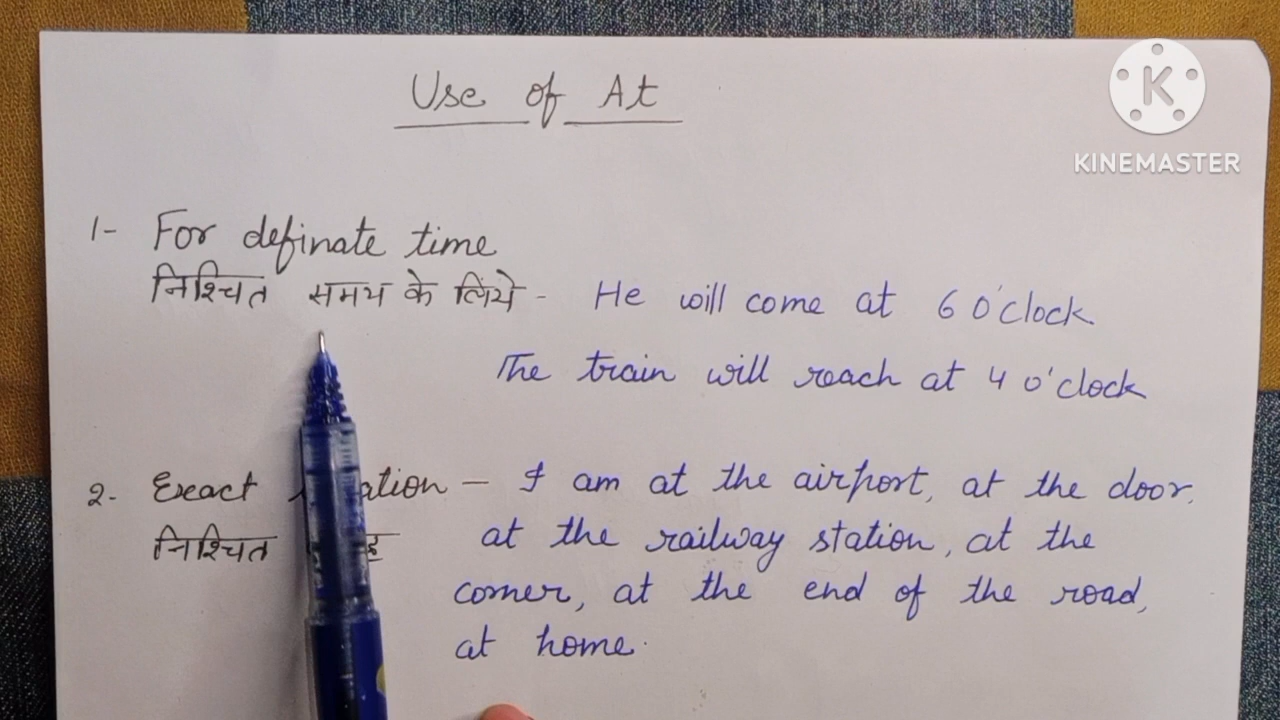 Use of At
K
KINEMASTER
1- For definate time
निश्चित समय के लिये - He will come at 6 O'clock
The train will reach at 4 o'clock
2- Exact ation – I am at the airport, at the door,
निश्चित at the railway station, at the
corner, at the end of the road,
at home.